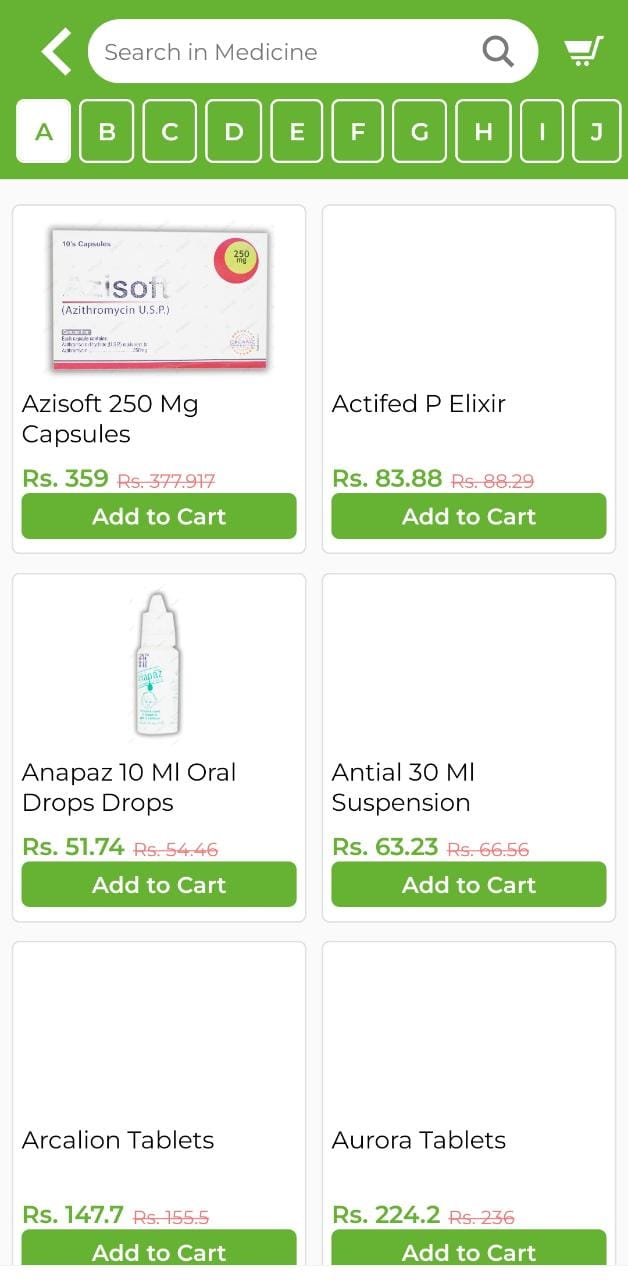 Search in Medicine
A B C D E F G H I J
10's Capsules
250
mg
Azisoft
(Azithromycin U.S.P.)
Azisoft 250 Mg
Capsules
Rs. 359 Rs. 377.917
Add to Cart
Actifed P Elixir
Rs. 83.88 Rs. 88.29
Add to Cart
Anapaz 10 Ml Oral
Drops Drops
Rs. 51.74 Rs. 54.46
Add to Cart
Antial 30 Ml
Suspension
Rs. 63.23 Rs. 66.56
Add to Cart
Arcalion Tablets
Rs. 147.7 Rs. 155.5
Add to Cart
Aurora Tablets
Rs. 224.2 Rs. 236
Add to Cart